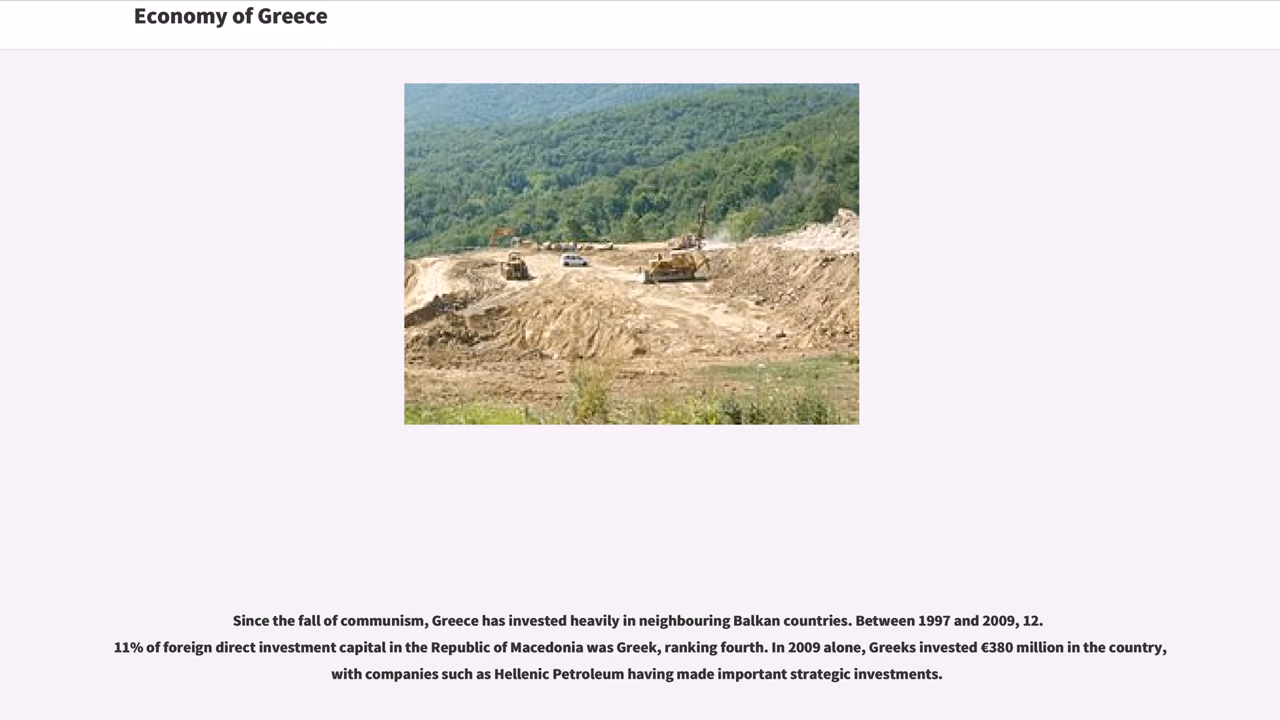 Economy of Greece
Since the fall of communism, Greece has invested heavily in neighbouring Balkan countries. Between 1997 and 2009, 12.
11% of foreign direct investment capital in the Republic of Macedonia was Greek, ranking fourth. In 2009 alone, Greeks invested €380 million in the country,
with companies such as Hellenic Petroleum having made important strategic investments.